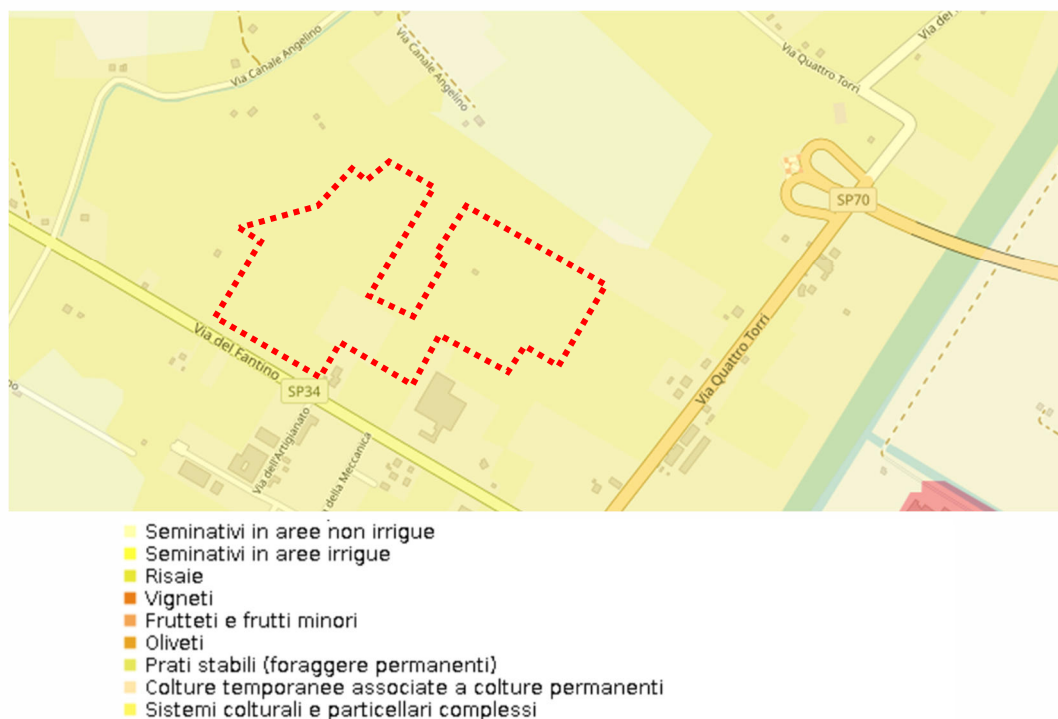 Via Canale Angelino
Via Canale Angelino
Via Quattro Torri
SP70
Via del Fantino
SP34
Via Quattro Torri
Via dell'Artigianato
della Meccanica
Seminativi in aree non irrigue
Seminativi in aree irrigue
Risaie
Vigneti
Frutteti e frutti minori
Oliveti
Prati stabili (foraggere permanenti)
Colture temporanee associate a colture permanenti
Sistemi colturali e particellari complessi